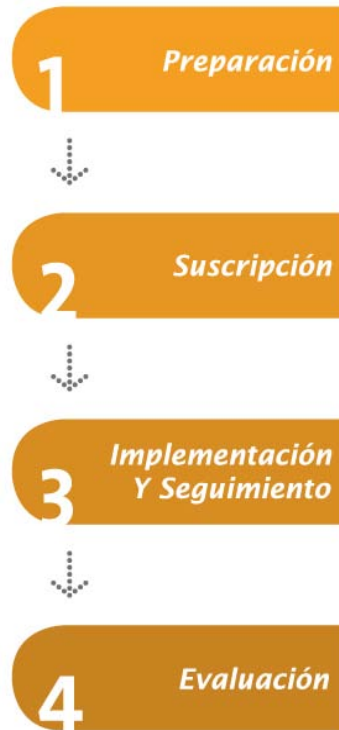 1
Preparación
2
Suscripción
3
Implementación
Y Seguimiento
4
Evaluación